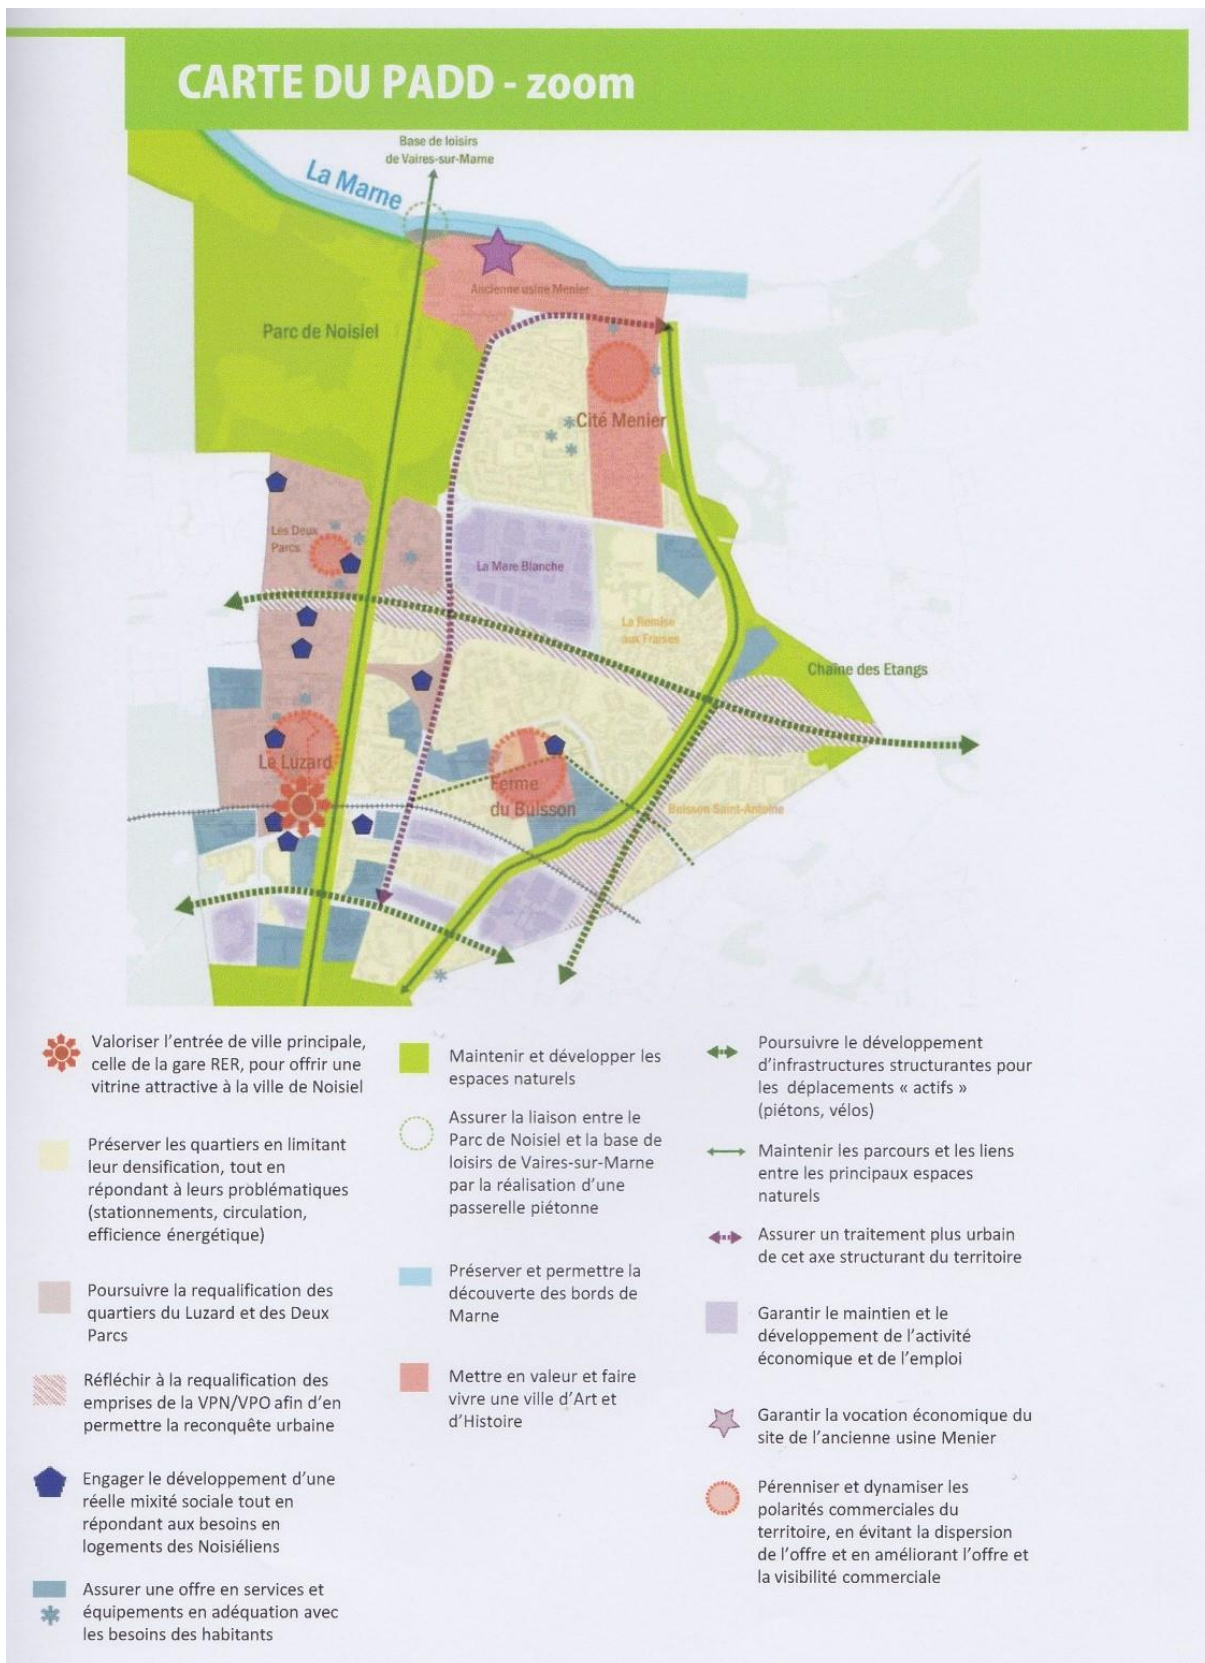 CARTE DU PADD - zoom
Base de loisirs
de Vaires-sur-Marne
La Marne
Ancienne usine Menier
Parc de Noisiel
Cité Menier
Les Deux
Parcs
La Mare Blanche
La Remise
aux Fraises
Chaîne des Etangs
Le Luzard
Ferme
du Buisson
Buisson Saint-Antoine
Valoriser l'entrée de ville principale,
celle de la gare RER, pour offrir une
vitrine attractive à la ville de Noisiel
Préserver les quartiers en limitant
leur densification, tout en
répondant à leurs problématiques
(stationnements, circulation,
efficience énergétique)
Poursuivre la requalification des
quartiers du Luzard et des Deux
Parcs
Réfléchir à la requalification des
emprises de la VPN/VPO afin d'en
permettre la reconquête urbaine
Engager le développement d'une
réelle mixité sociale tout en
répondant aux besoins en
logements des Noisiéliens
Assurer une offre en services et
équipements en adéquation avec
les besoins des habitants
Maintenir et développer les
espaces naturels
Assurer la liaison entre le
Parc de Noisiel et la base de
loisirs de Vaires-sur-Marne
par la réalisation d'une
passerelle piétonne
Préserver et permettre la
découverte des bords de
Marne
Mettre en valeur et faire
vivre une ville d'Art et
d'Histoire
Poursuivre le développement
d'infrastructures structurantes pour
les déplacements « actifs »
(piétons, vélos)
Maintenir les parcours et les liens
entre les principaux espaces
naturels
Assurer un traitement plus urbain
de cet axe structurant du territoire
Garantir le maintien et le
développement de l'activité
économique et de l'emploi
Garantir la vocation économique du
site de l'ancienne usine Menier
Pérenniser et dynamiser les
polarités commerciales du
territoire, en évitant la dispersion
de l'offre et en améliorant l'offre et
la visibilité commerciale